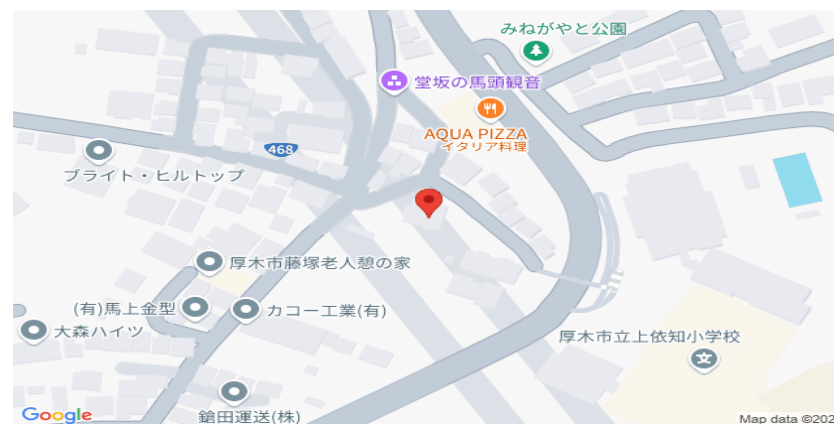 みねがやと公園
堂坂の馬頭観音
AQUA PIZZA
イタリア料理
468
ブライト・ヒルトップ
厚木市藤塚老人憩の家
(有)馬上金型
カコー工業(有)
大森ハイツ
厚木市立上依知小学校
文
鎗田運送(株)
Google
Map data ©202